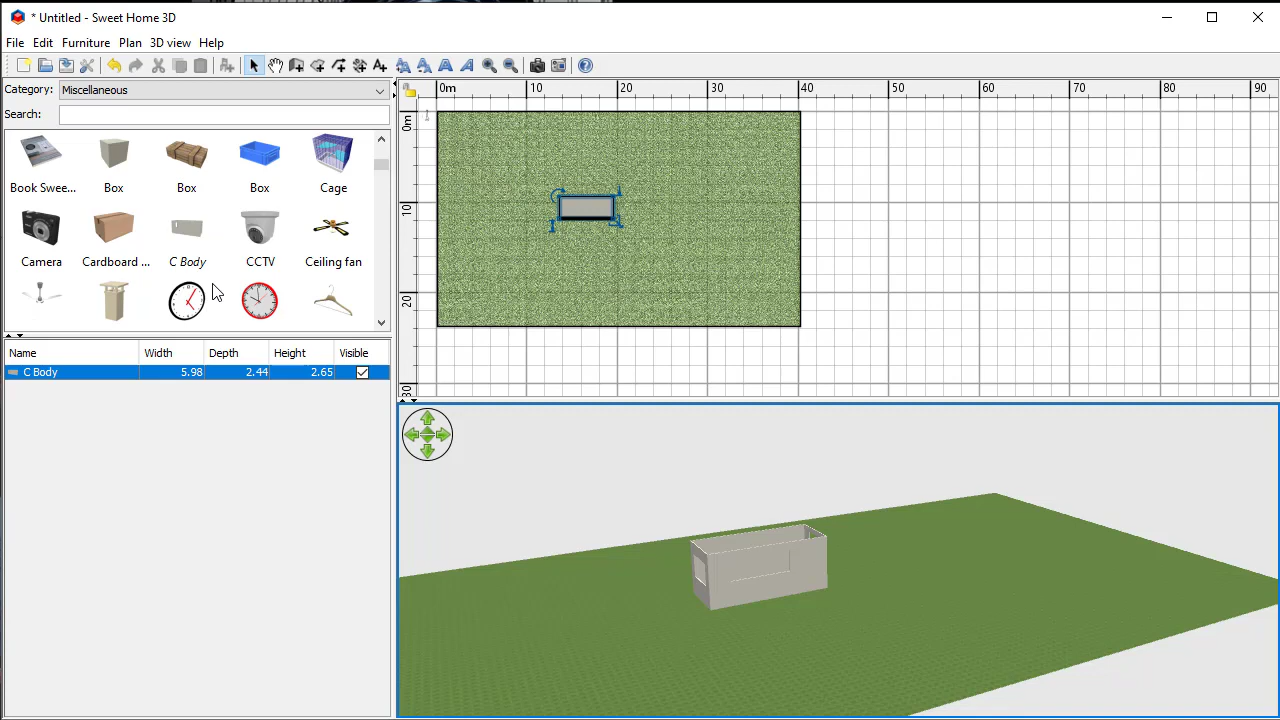 * Untitled - Sweet Home 3D
File Edit Furniture Plan 3D view Help
Category: Miscellaneous
Search:
Book Swee... Box Box Box Cage
Camera Cardboard ... C Body CCTV Ceiling fan
Name Width Depth Height Visible
C Body 5.98 2.44 2.65
0m 10 20 30 40 50 60 70 80 90
0m
10
20
30